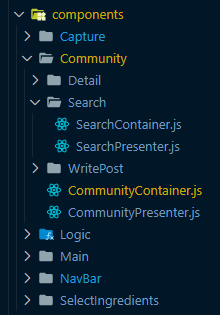 components
Capture
Community
Detail
Search
SearchContainer.js
SearchPresenter.js
WritePost
CommunityContainer.js
CommunityPresenter.js
Logic
Main
NavBar
SelectIngredients